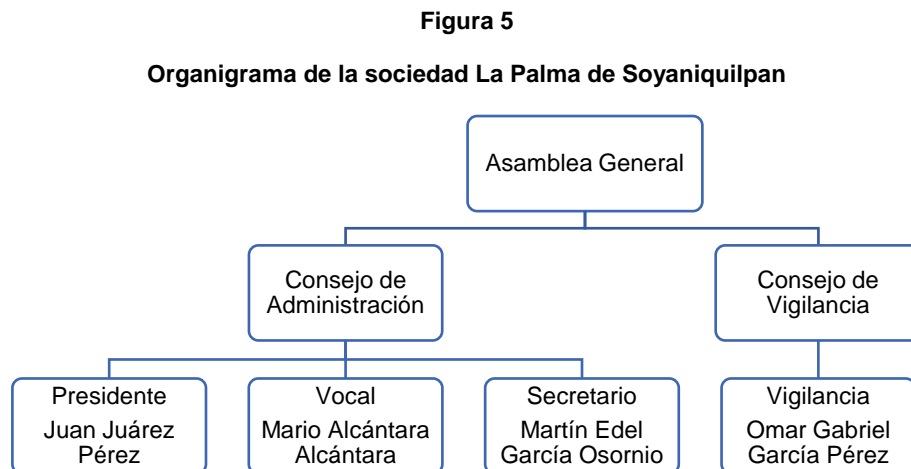 Figura 5
Organigrama de la sociedad La Palma de Soyaniquilpan
Asamblea General
Consejo de
Administración
Consejo de
Vigilancia
Presidente
Juan Juárez
Pérez
Vocal
Mario Alcántara
Alcántara
Secretario
Martín Edel
García Osornio
Vigilancia
Omar Gabriel
García Pérez